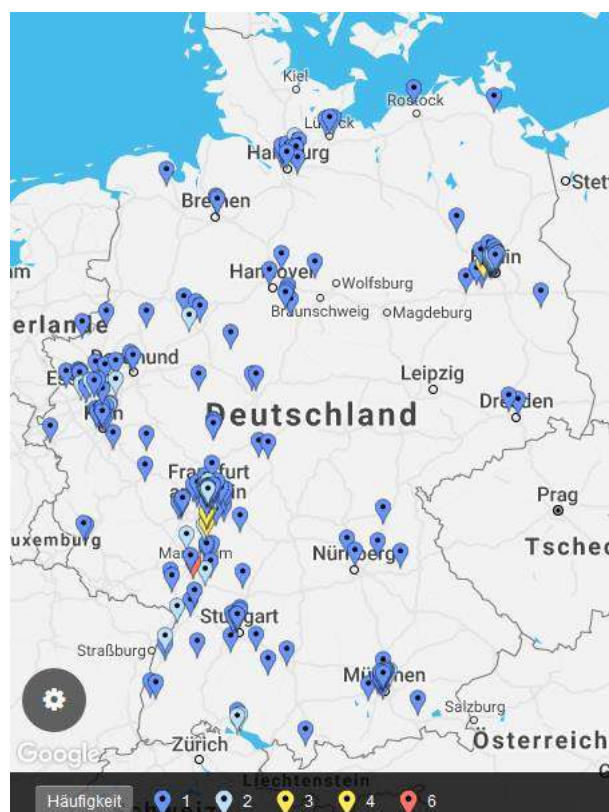 Kiel
Rostock
Lübeck
Hamburg
Stett
Bremen
Berlin
Hannover
Wolfsburg
Braunschweig
Magdeburg
erlande
Dortmund
Essen
Leipzig
Köln
Deutschland
Dresden
Frankfurt
am Main
Prag
uxemburg
Mannheim
Nürnberg
Tschec
Stuttgart
Straßburg
München
Salzburg
Österreich
Google
Zürich
Liechtenstein
Häufigkeit 1 2 3 4 6